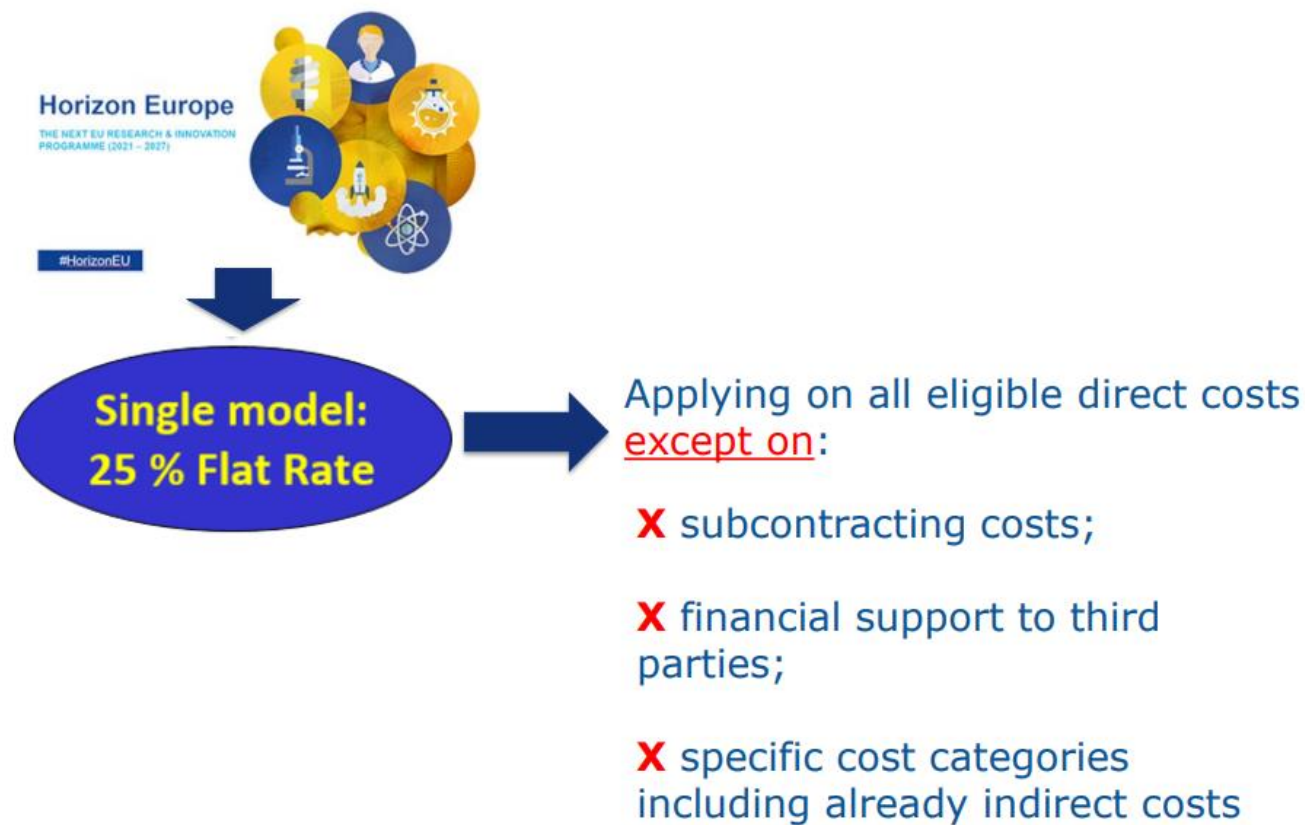 Horizon Europe
THE NEXT EU RESEARCH & INNOVATION
PROGRAMME (2021 – 2027)
#HorizonEU
Single model:
25 % Flat Rate
Applying on all eligible direct costs
except on:
X subcontracting costs;
X financial support to third
parties;
X specific cost categories
including already indirect costs